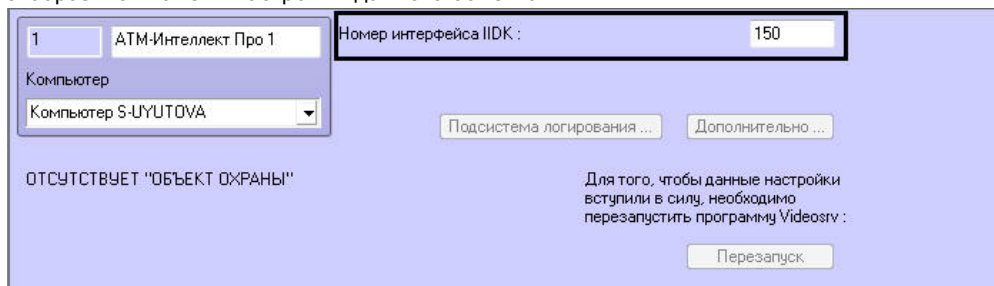 1
АТМ-Интеллект Про 1
Номер интерфейса IIDK :
150
Компьютер
Компьютер S-UYUTOVA
Подсистема логирования ...
Дополнительно ...
ОТСУТСТВУЕТ "ОБЪЕКТ ОХРАНЫ"
Для того, чтобы данные настройки
вступили в силу, необходимо
перезапустить программу Videosrv :
Перезапуск